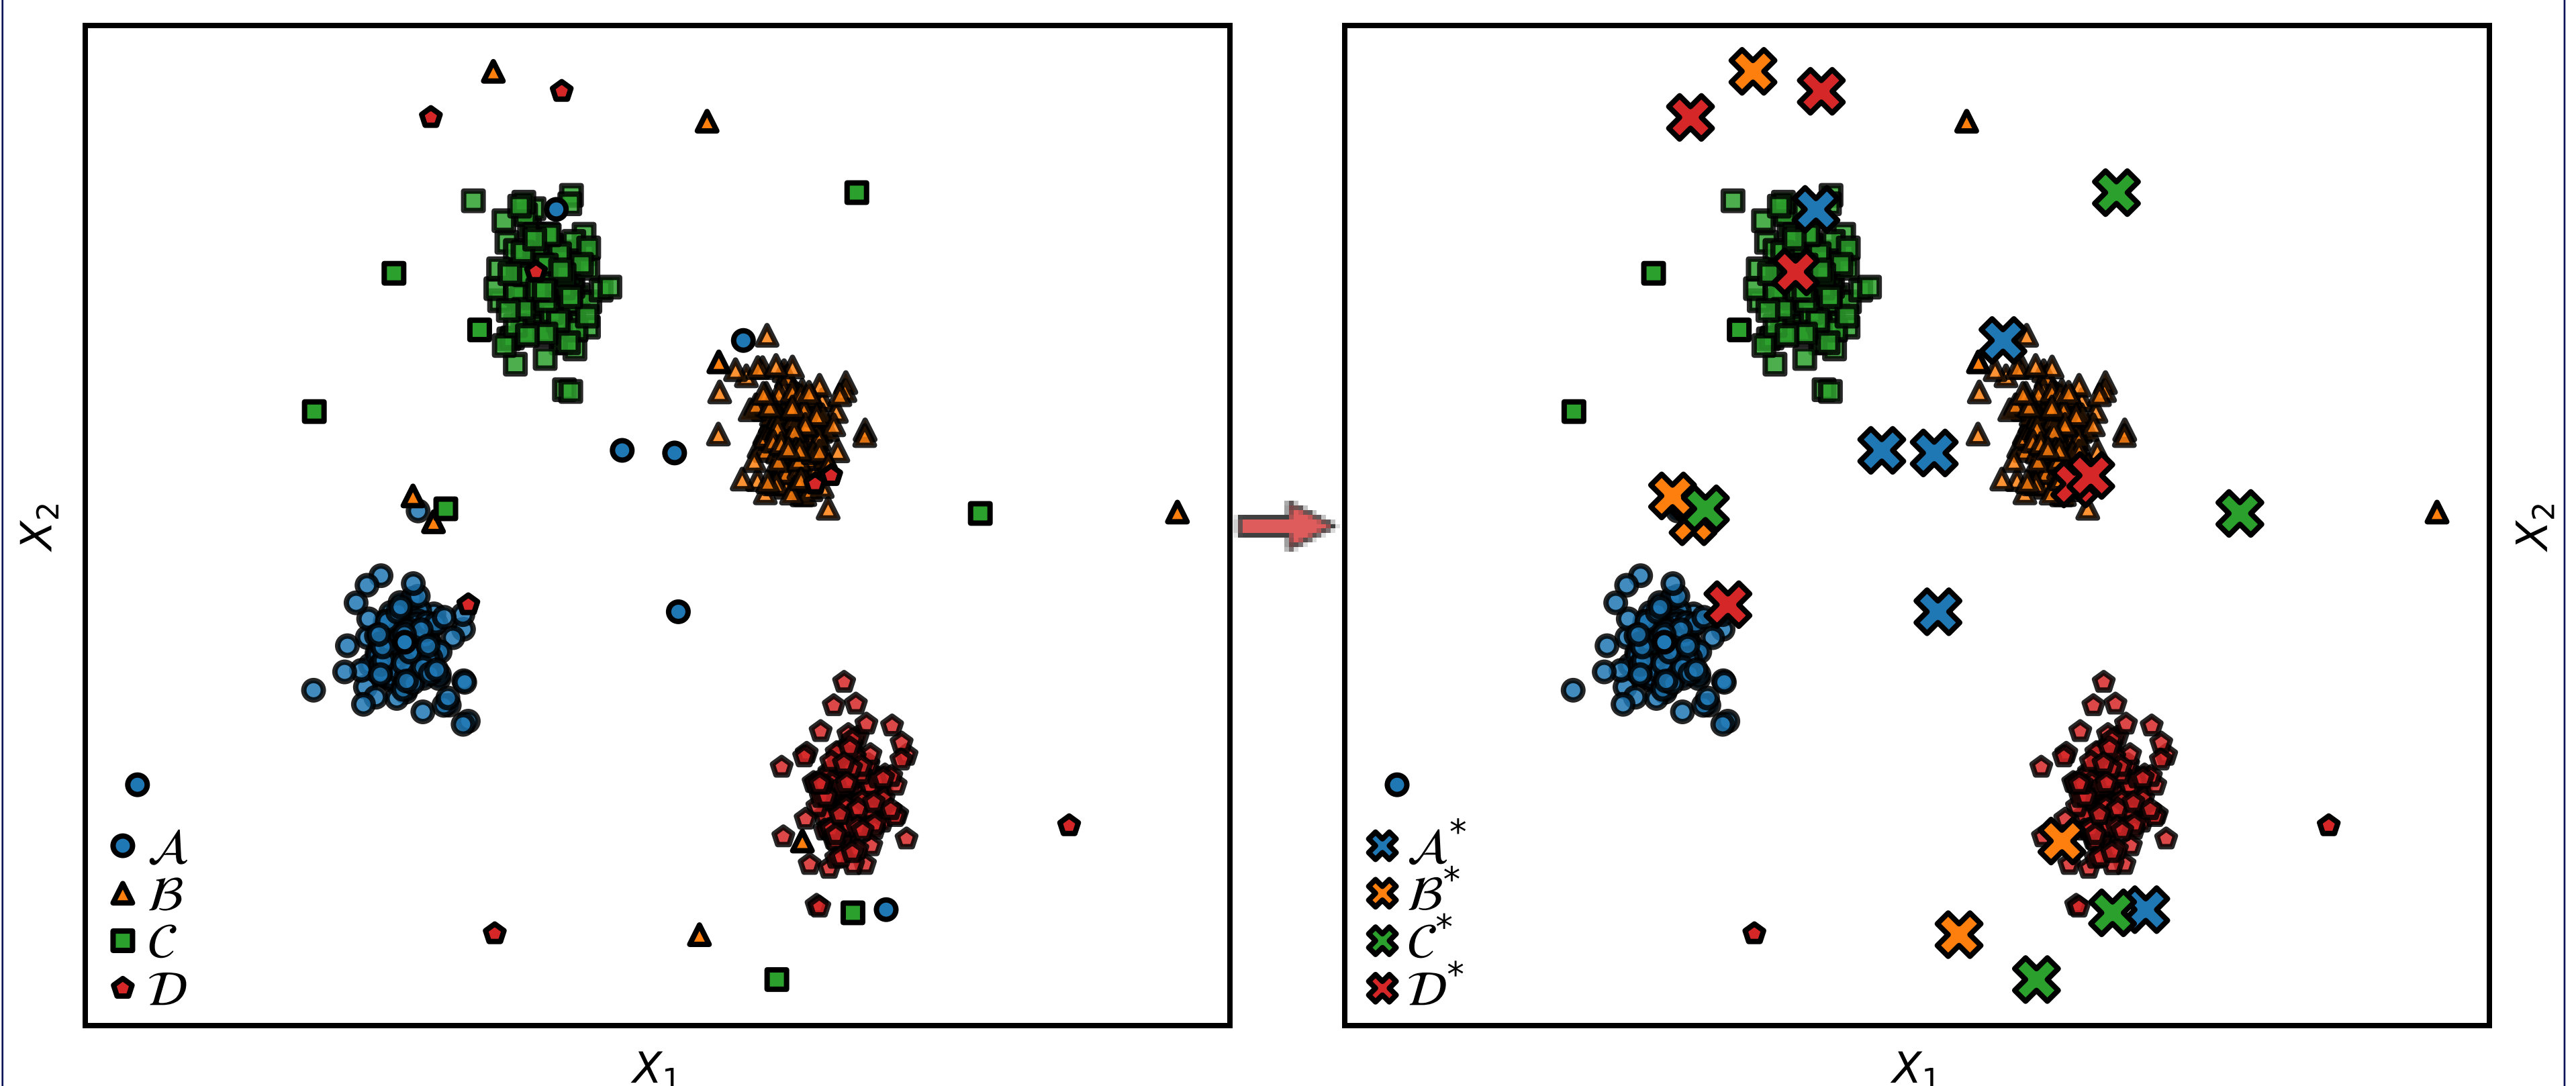 X₂
𝒜
ℬ
𝒞
𝒟
X₁
𝒜*
ℬ*
𝒞*
𝒟*
X₁
X₂